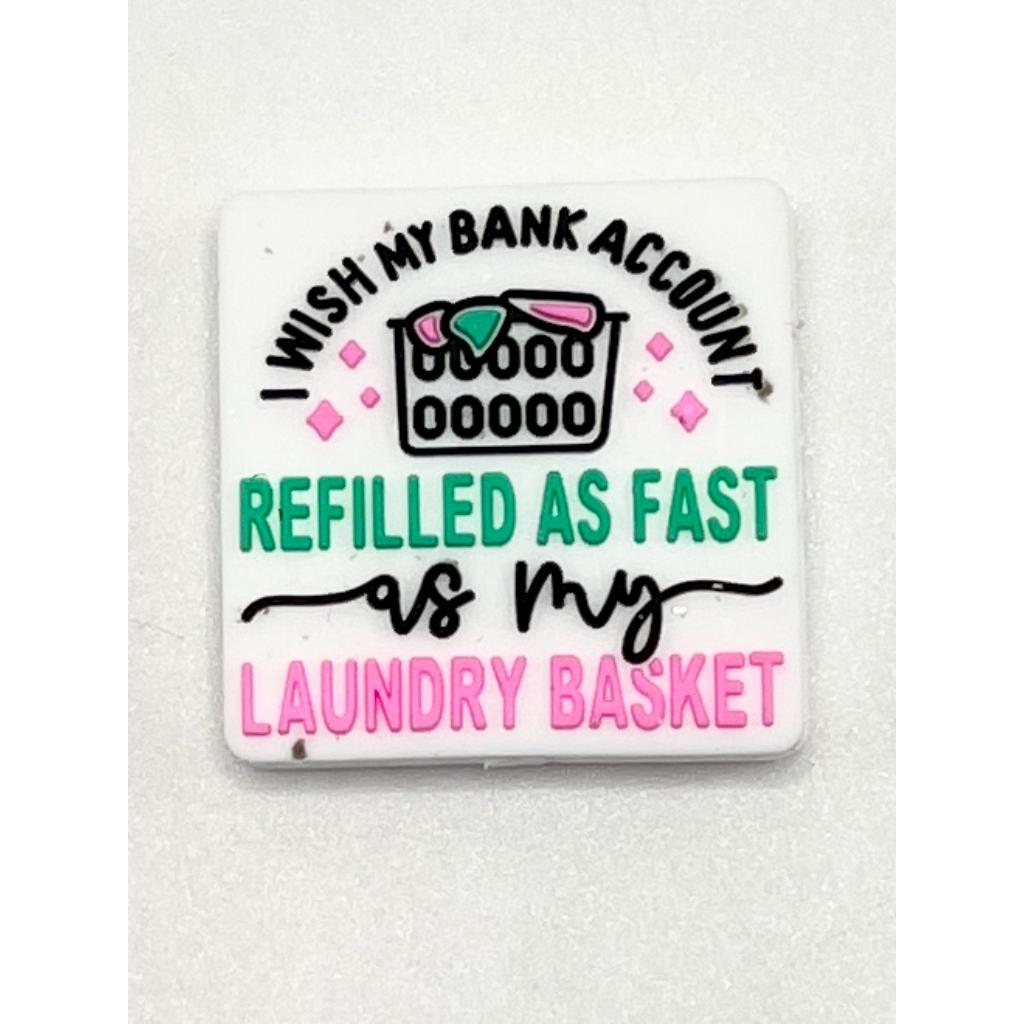 I WISH MY BANK ACCOUNT
REFILLED AS FAST
as my
LAUNDRY BASKET